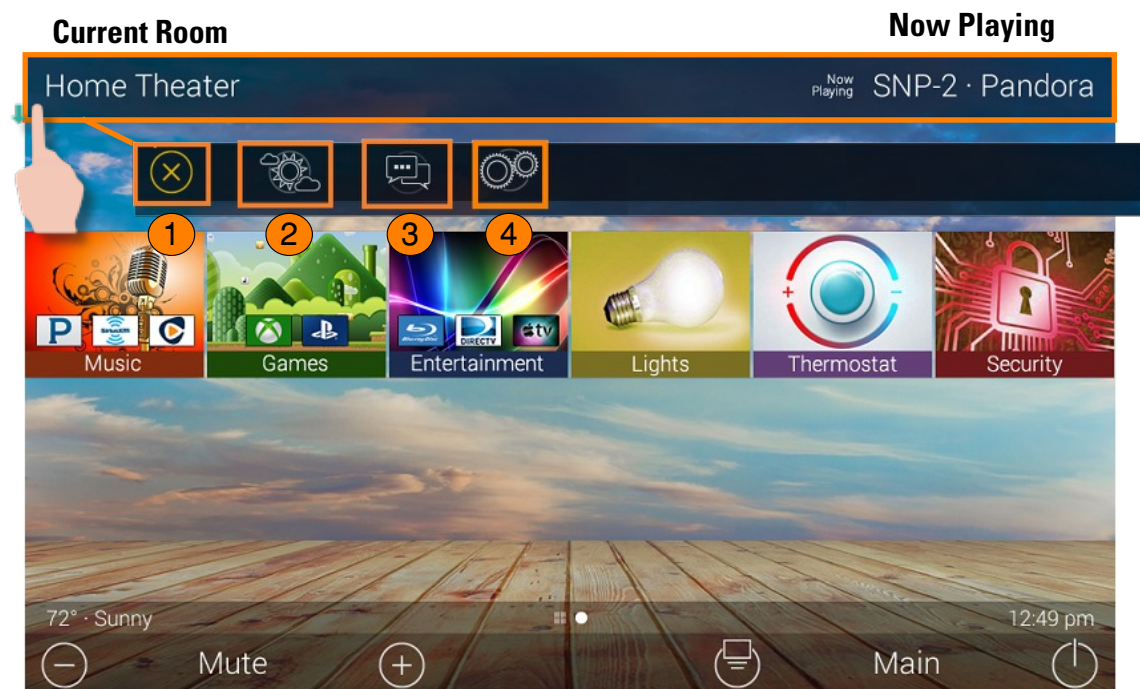 Current Room
Now Playing
Home Theater
Now Playing SNP-2 · Pandora
1 2 3 4
P SiriusXM
Blu-ray Disc DIRECTV tv
Music Games Entertainment Lights Thermostat Security
72° · Sunny 12:49 pm
Mute Main